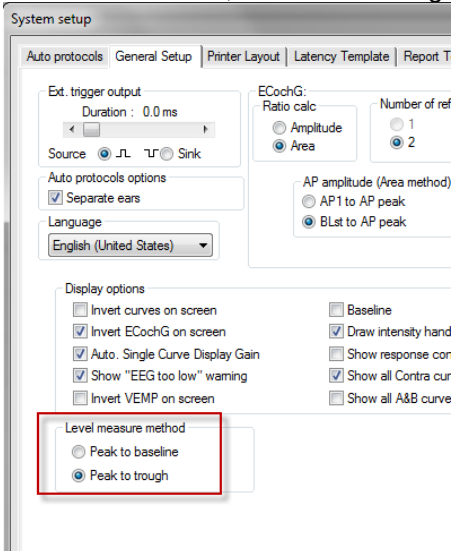 System setup
Auto protocols General Setup Printer Layout Latency Template Report T
Ext. trigger output
Duration : 0.0 ms
Source Sink
Auto protocols options
Separate ears
Language
English (United States)
ECochG:
Ratio calc
Amplitude
Area
Number of ref
1
2
AP amplitude (Area method)
AP1 to AP peak
BLst to AP peak
Display options
Invert curves on screen
Invert ECochG on screen
Auto. Single Curve Display Gain
Show "EEG too low" warning
Invert VEMP on screen
Baseline
Draw intensity hand
Show response con
Show all Contra cur
Show all A&B curve
Level measure method
Peak to baseline
Peak to trough